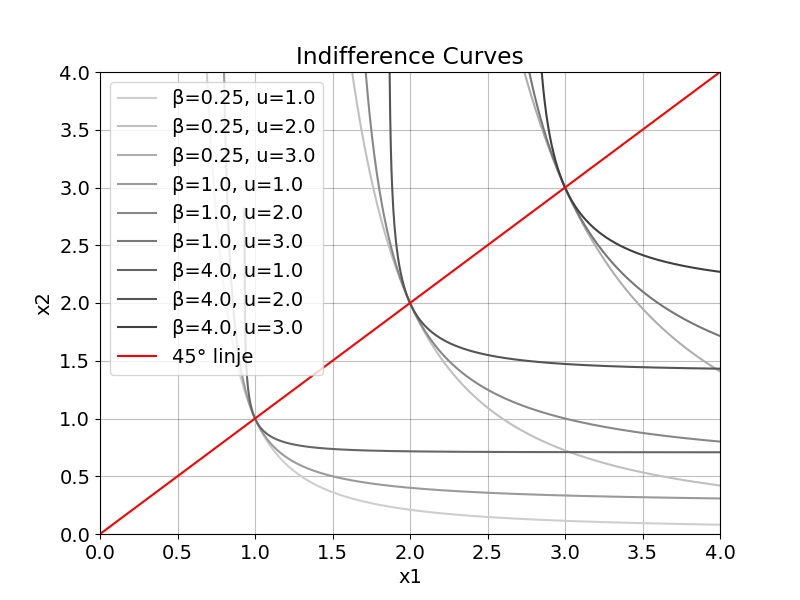 Indifference Curves
4.0
3.5
3.0
2.5
2.0
1.5
1.0
0.5
0.0
x2
β=0.25, u=1.0
β=0.25, u=2.0
β=0.25, u=3.0
β=1.0, u=1.0
β=1.0, u=2.0
β=1.0, u=3.0
β=4.0, u=1.0
β=4.0, u=2.0
β=4.0, u=3.0
45° linje
0.0 0.5 1.0 1.5 2.0 2.5 3.0 3.5 4.0
x1